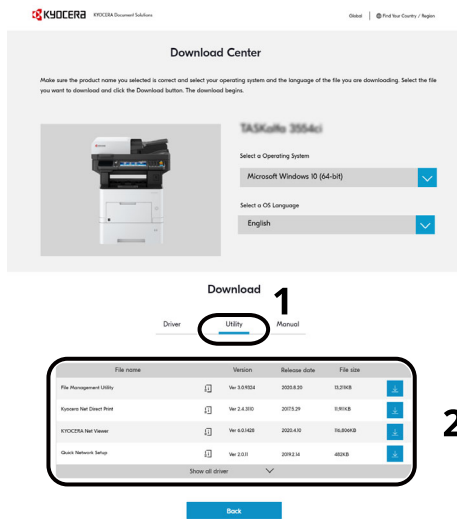 KYOCERA KYOCERA Document Solutions
Global Find Your Country / Region
Download Center
Make sure the product name you selected is correct and select your operating system and the language of the file you are downloading. Select the file
you want to download and click the Download button. The download begins.
TASKalfa 3554ci
Select a Operating System
Microsoft Windows 10 (64-bit)
Select a OS Language
English
Download
1
Driver Utility Manual
File name Version Release date File size
File Management Utility Ver 3.0.9324 2020.8.20 13,211KB
Kyocera Net Direct Print Ver 2.4.3110 2017.5.29 11,911KB
KYOCERA Net Viewer Ver 6.0.1428 2020.4.10 116,806KB
Quick Network Setup Ver 2.0.11 2019.2.14 482KB
2
Show all driver
Back